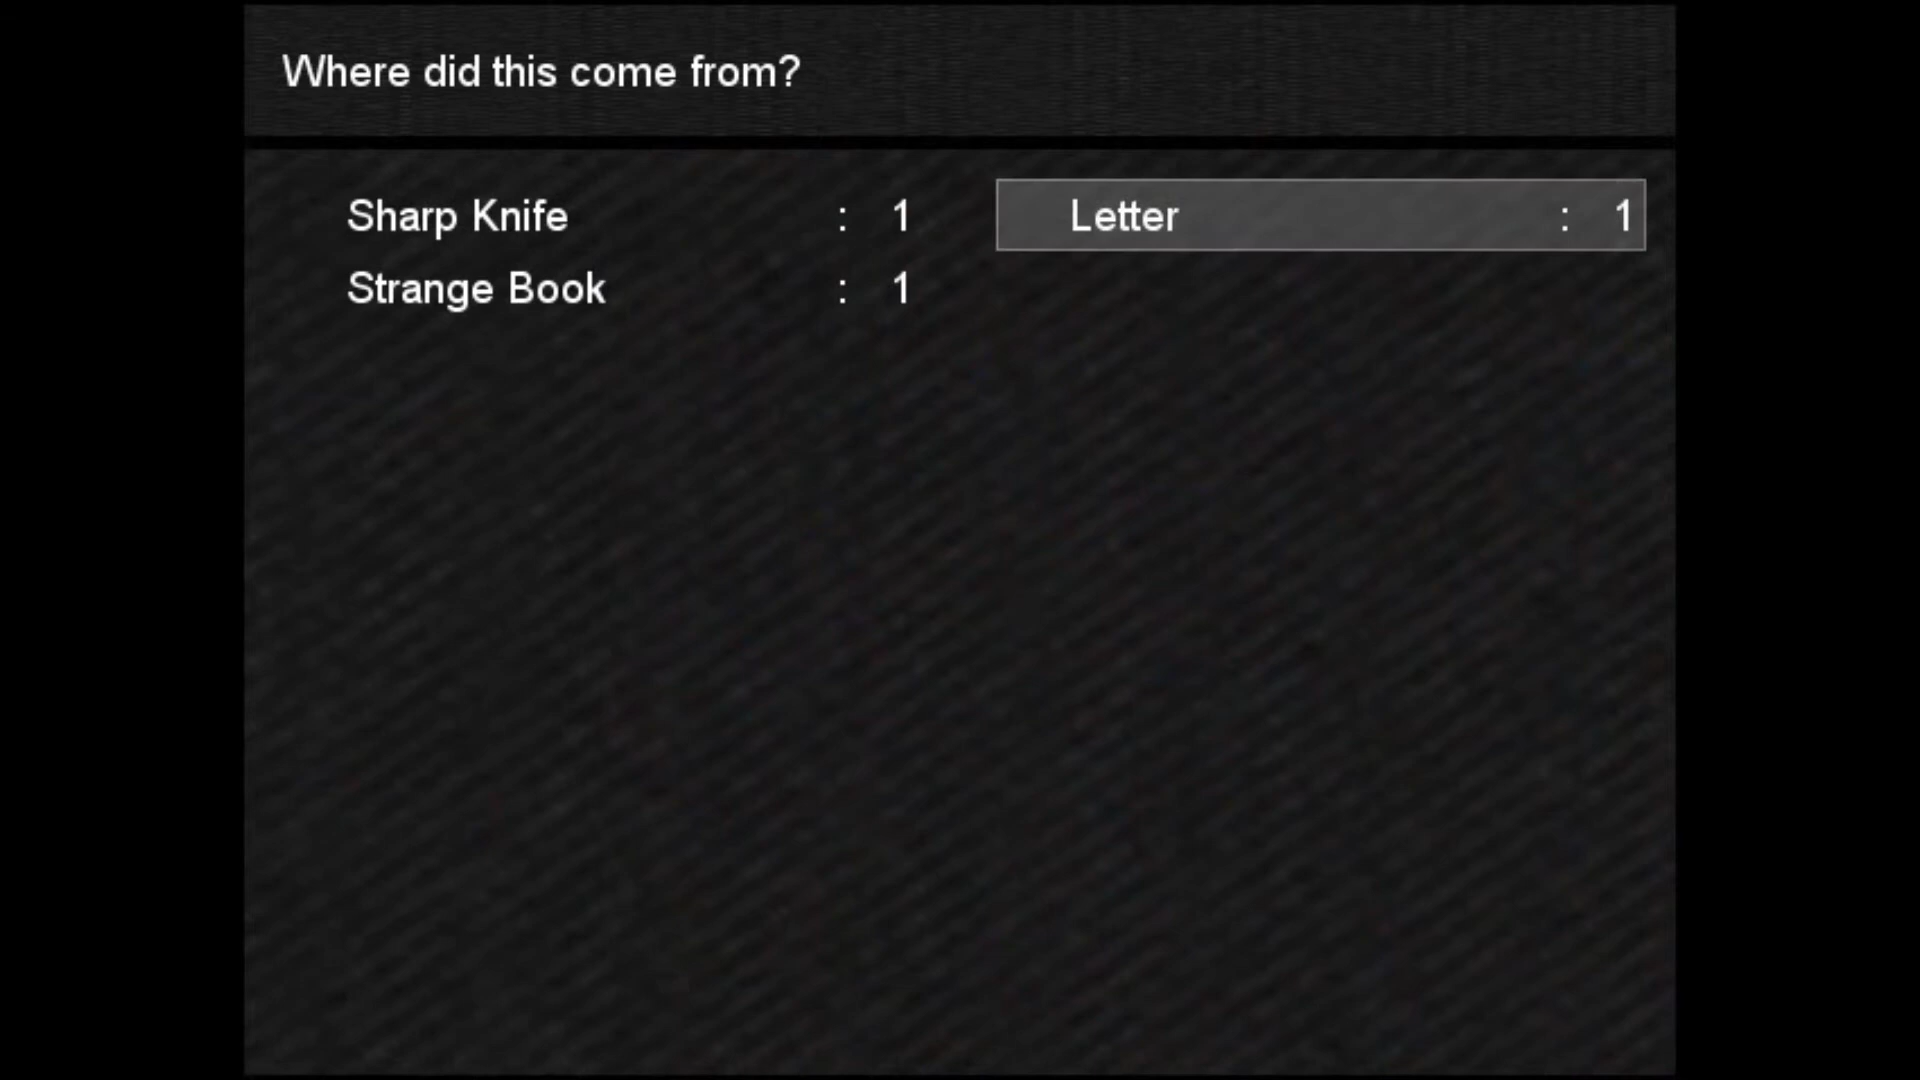 Where did this come from?
Sharp Knife : 1 Letter : 1
Strange Book : 1